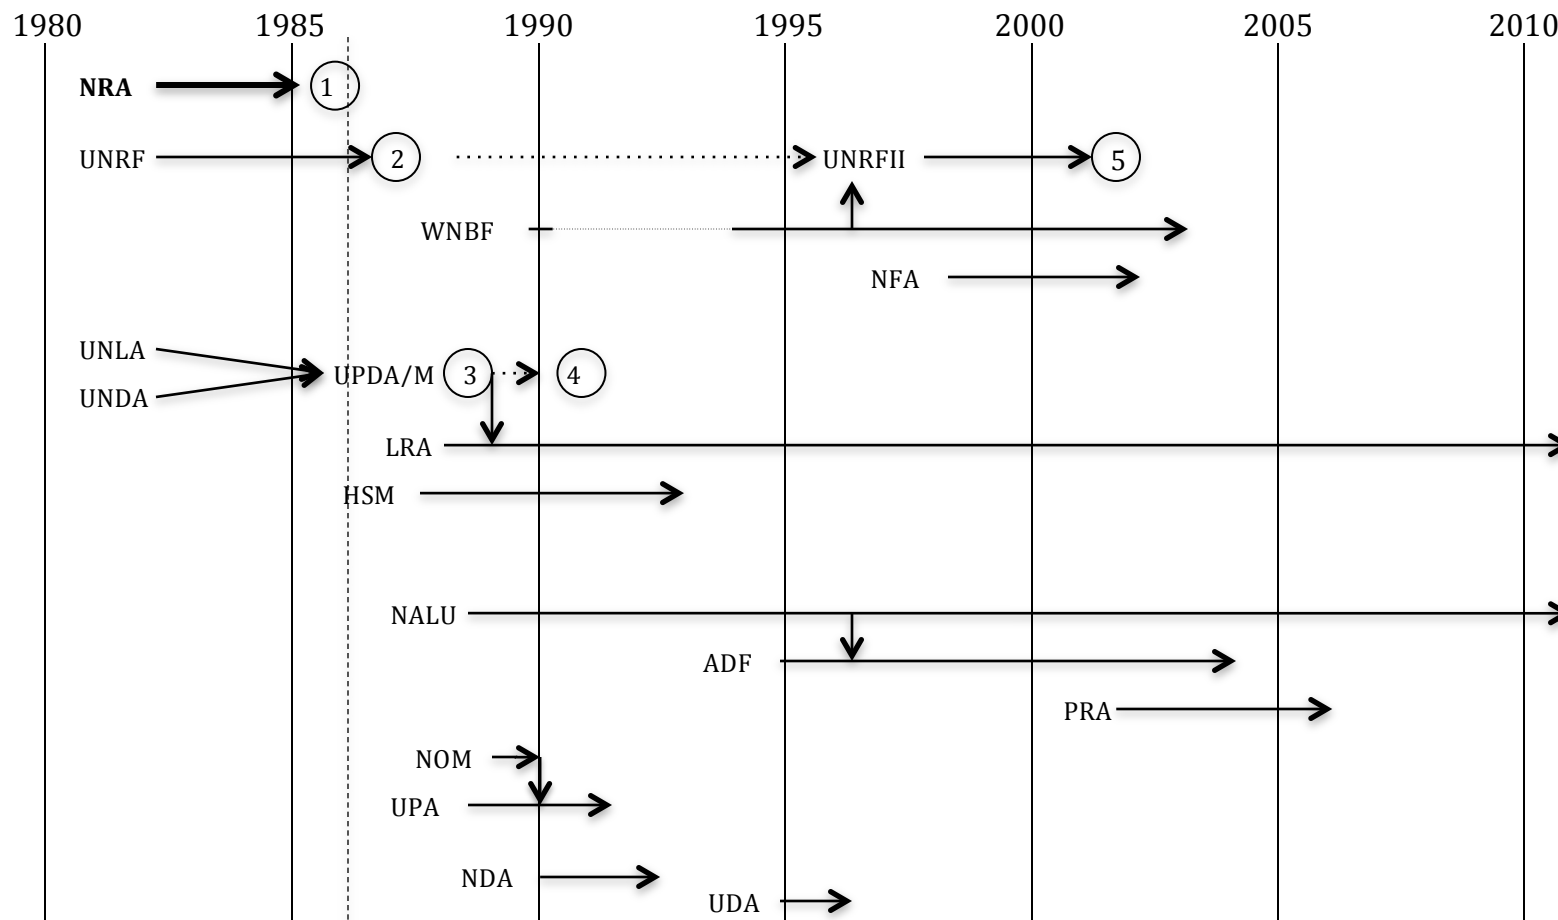 1980 1985 1990 1995 2000 2005 2010
NRA 1
UNRF 2 UNRFII 5
WNBF
NFA
UNLA
UPDA/M 3 4
UNDA
LRA
HSM
NALU
ADF
PRA
NOM
UPA
NDA
UDA